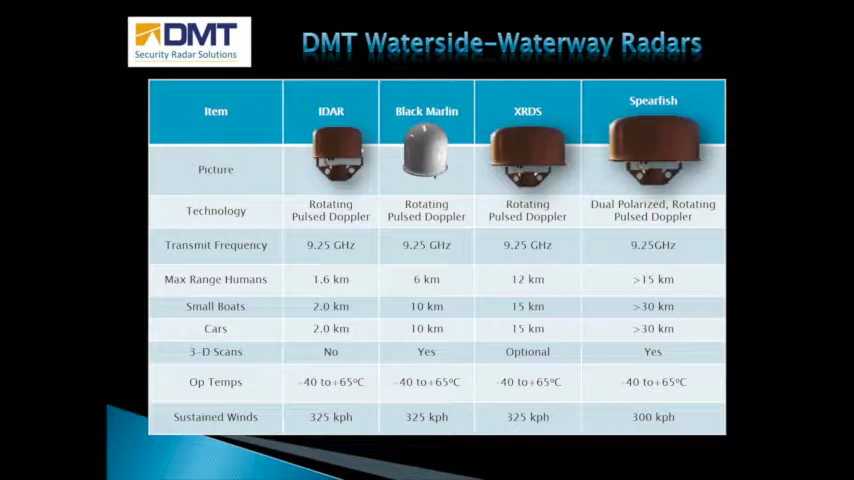 DMT
Security Radar Solutions
DMT Waterside-Waterway Radars
Item IDAR Black Marlin XRDS Spearfish
Picture
Technology Rotating Pulsed Doppler Rotating Pulsed Doppler Rotating Pulsed Doppler Dual Polarized, Rotating Pulsed Doppler
Transmit Frequency 9.25 GHz 9.25 GHz 9.25 GHz 9.25GHz
Max Range Humans 1.6 km 6 km 12 km >15 km
Small Boats 2.0 km 10 km 15 km >30 km
Cars 2.0 km 10 km 15 km >30 km
3-D Scans No Yes Optional Yes
Op Temps -40 to+65ºC -40 to+65ºC -40 to+65ºC -40 to+65ºC
Sustained Winds 325 kph 325 kph 325 kph 300 kph